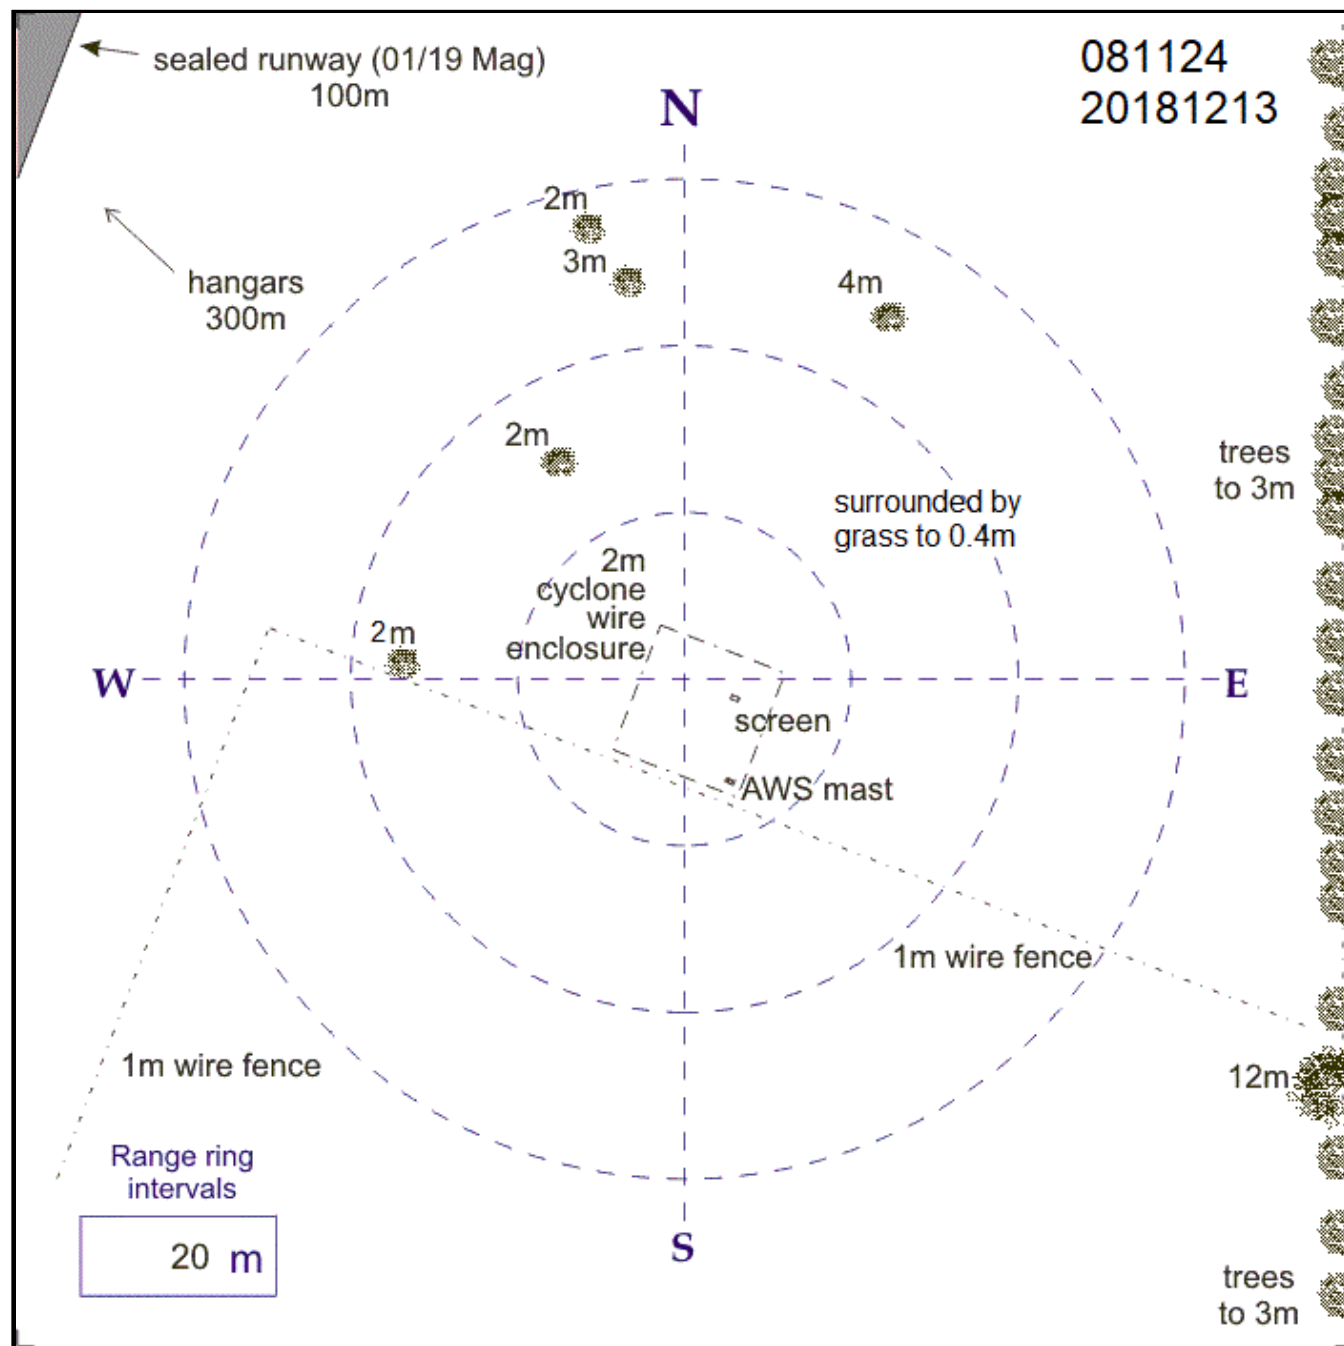 sealed runway (01/19 Mag)
100m
081124
20181213
N
2m
3m
4m
hangars
300m
2m
trees
to 3m
surrounded by
grass to 0.4m
2m
cyclone
wire
enclosure
2m
W
E
screen
AWS mast
1m wire fence
1m wire fence
12m
Range ring
intervals
20 m
S
trees
to 3m